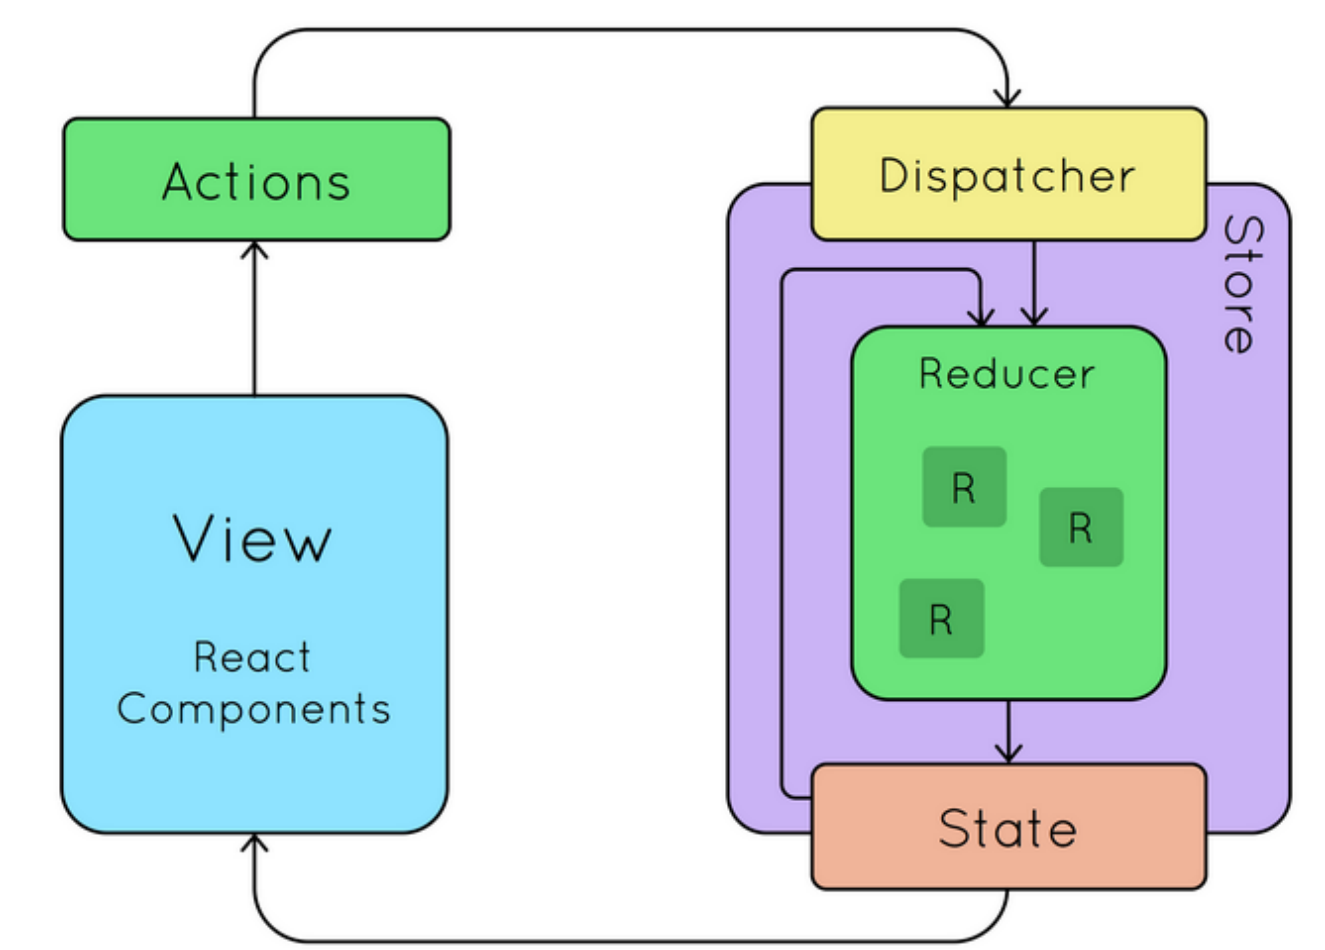 Actions
Dispatcher
Store
Reducer
R
R
R
View
React
Components
State